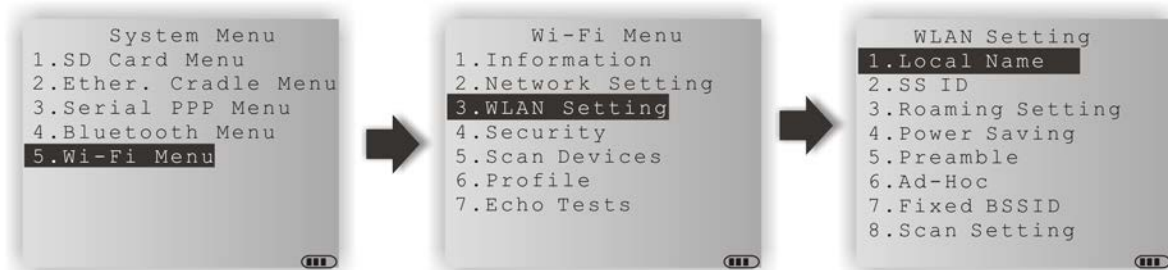 System Menu
1.SD Card Menu
2.Ether. Cradle Menu
3.Serial PPP Menu
4.Bluetooth Menu
5.Wi-Fi Menu
Wi-Fi Menu
1.Information
2.Network Setting
3.WLAN Setting
4.Security
5.Scan Devices
6.Profile
7.Echo Tests
WLAN Setting
1.Local Name
2.SS ID
3.Roaming Setting
4.Power Saving
5.Preamble
6.Ad-Hoc
7.Fixed BSSID
8.Scan Setting